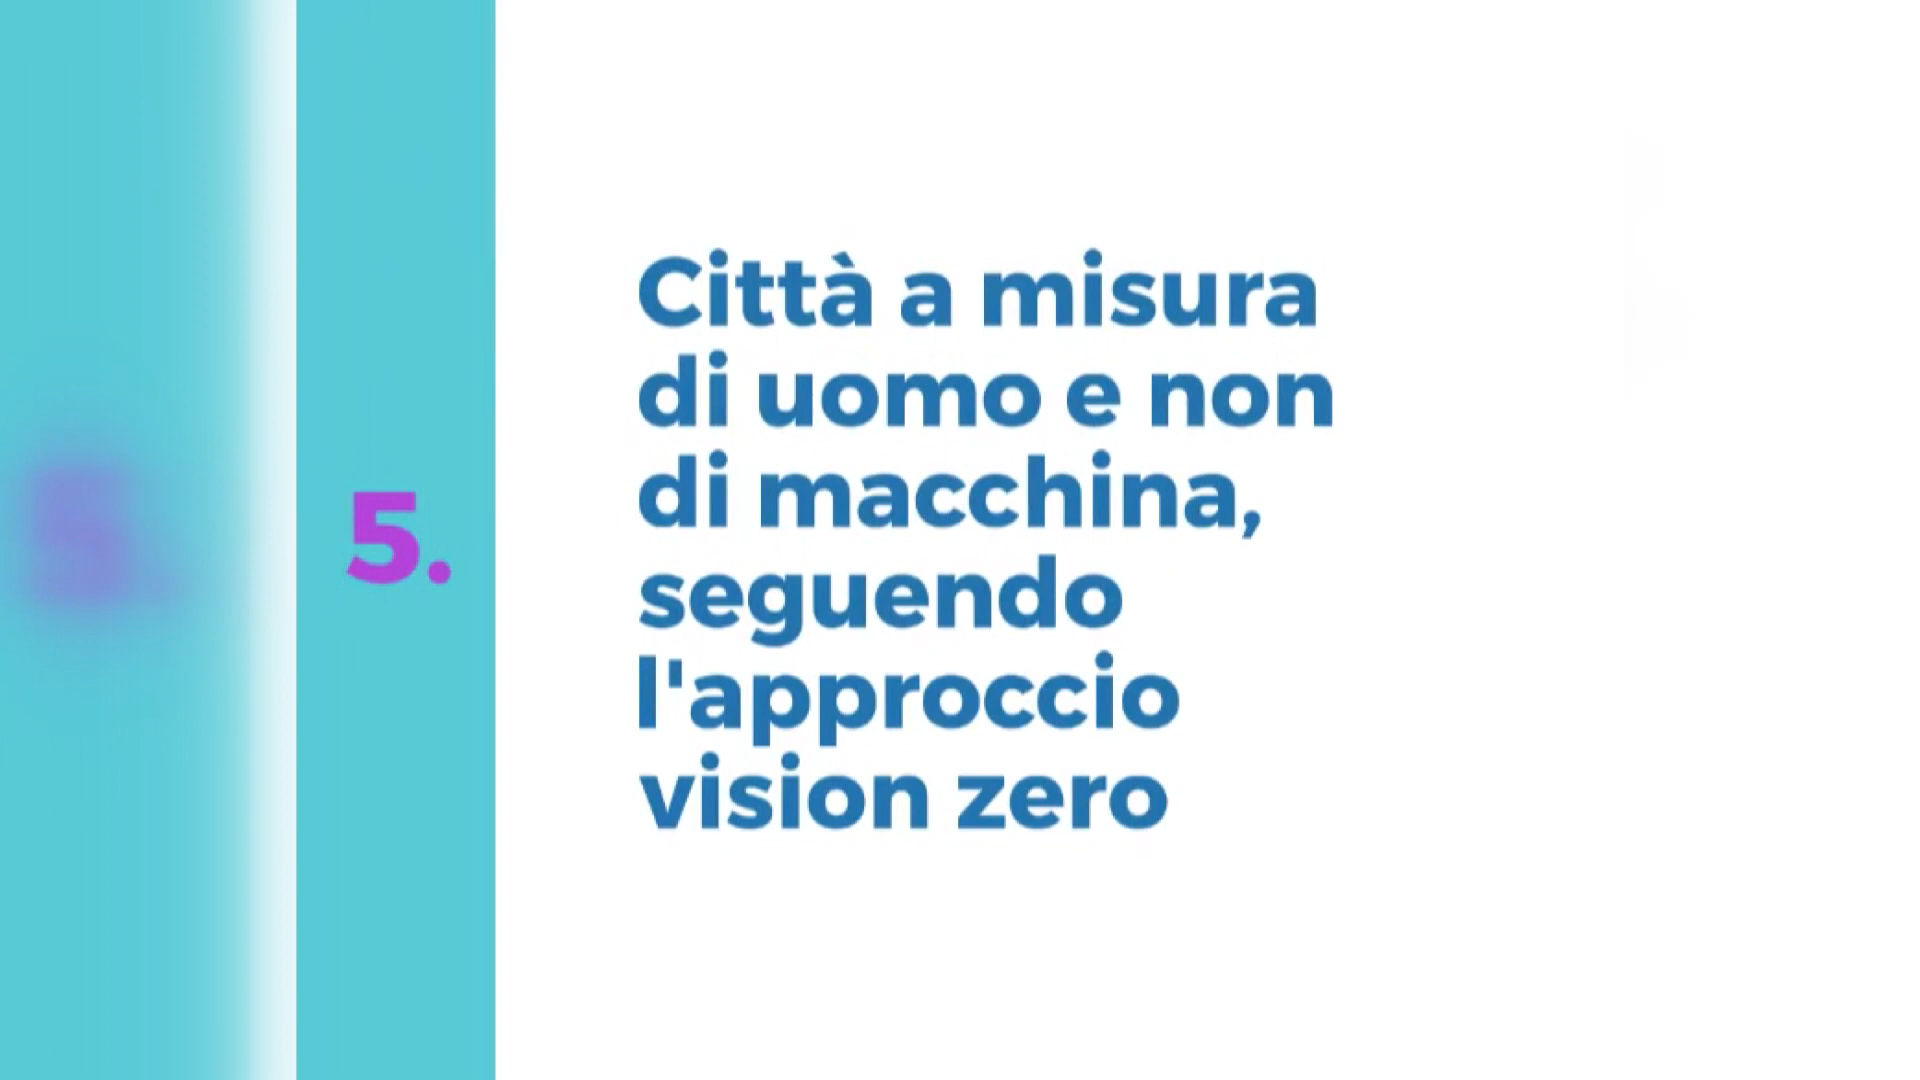 5.
Città a misura
di uomo e non
di macchina,
seguendo
l'approccio
vision zero